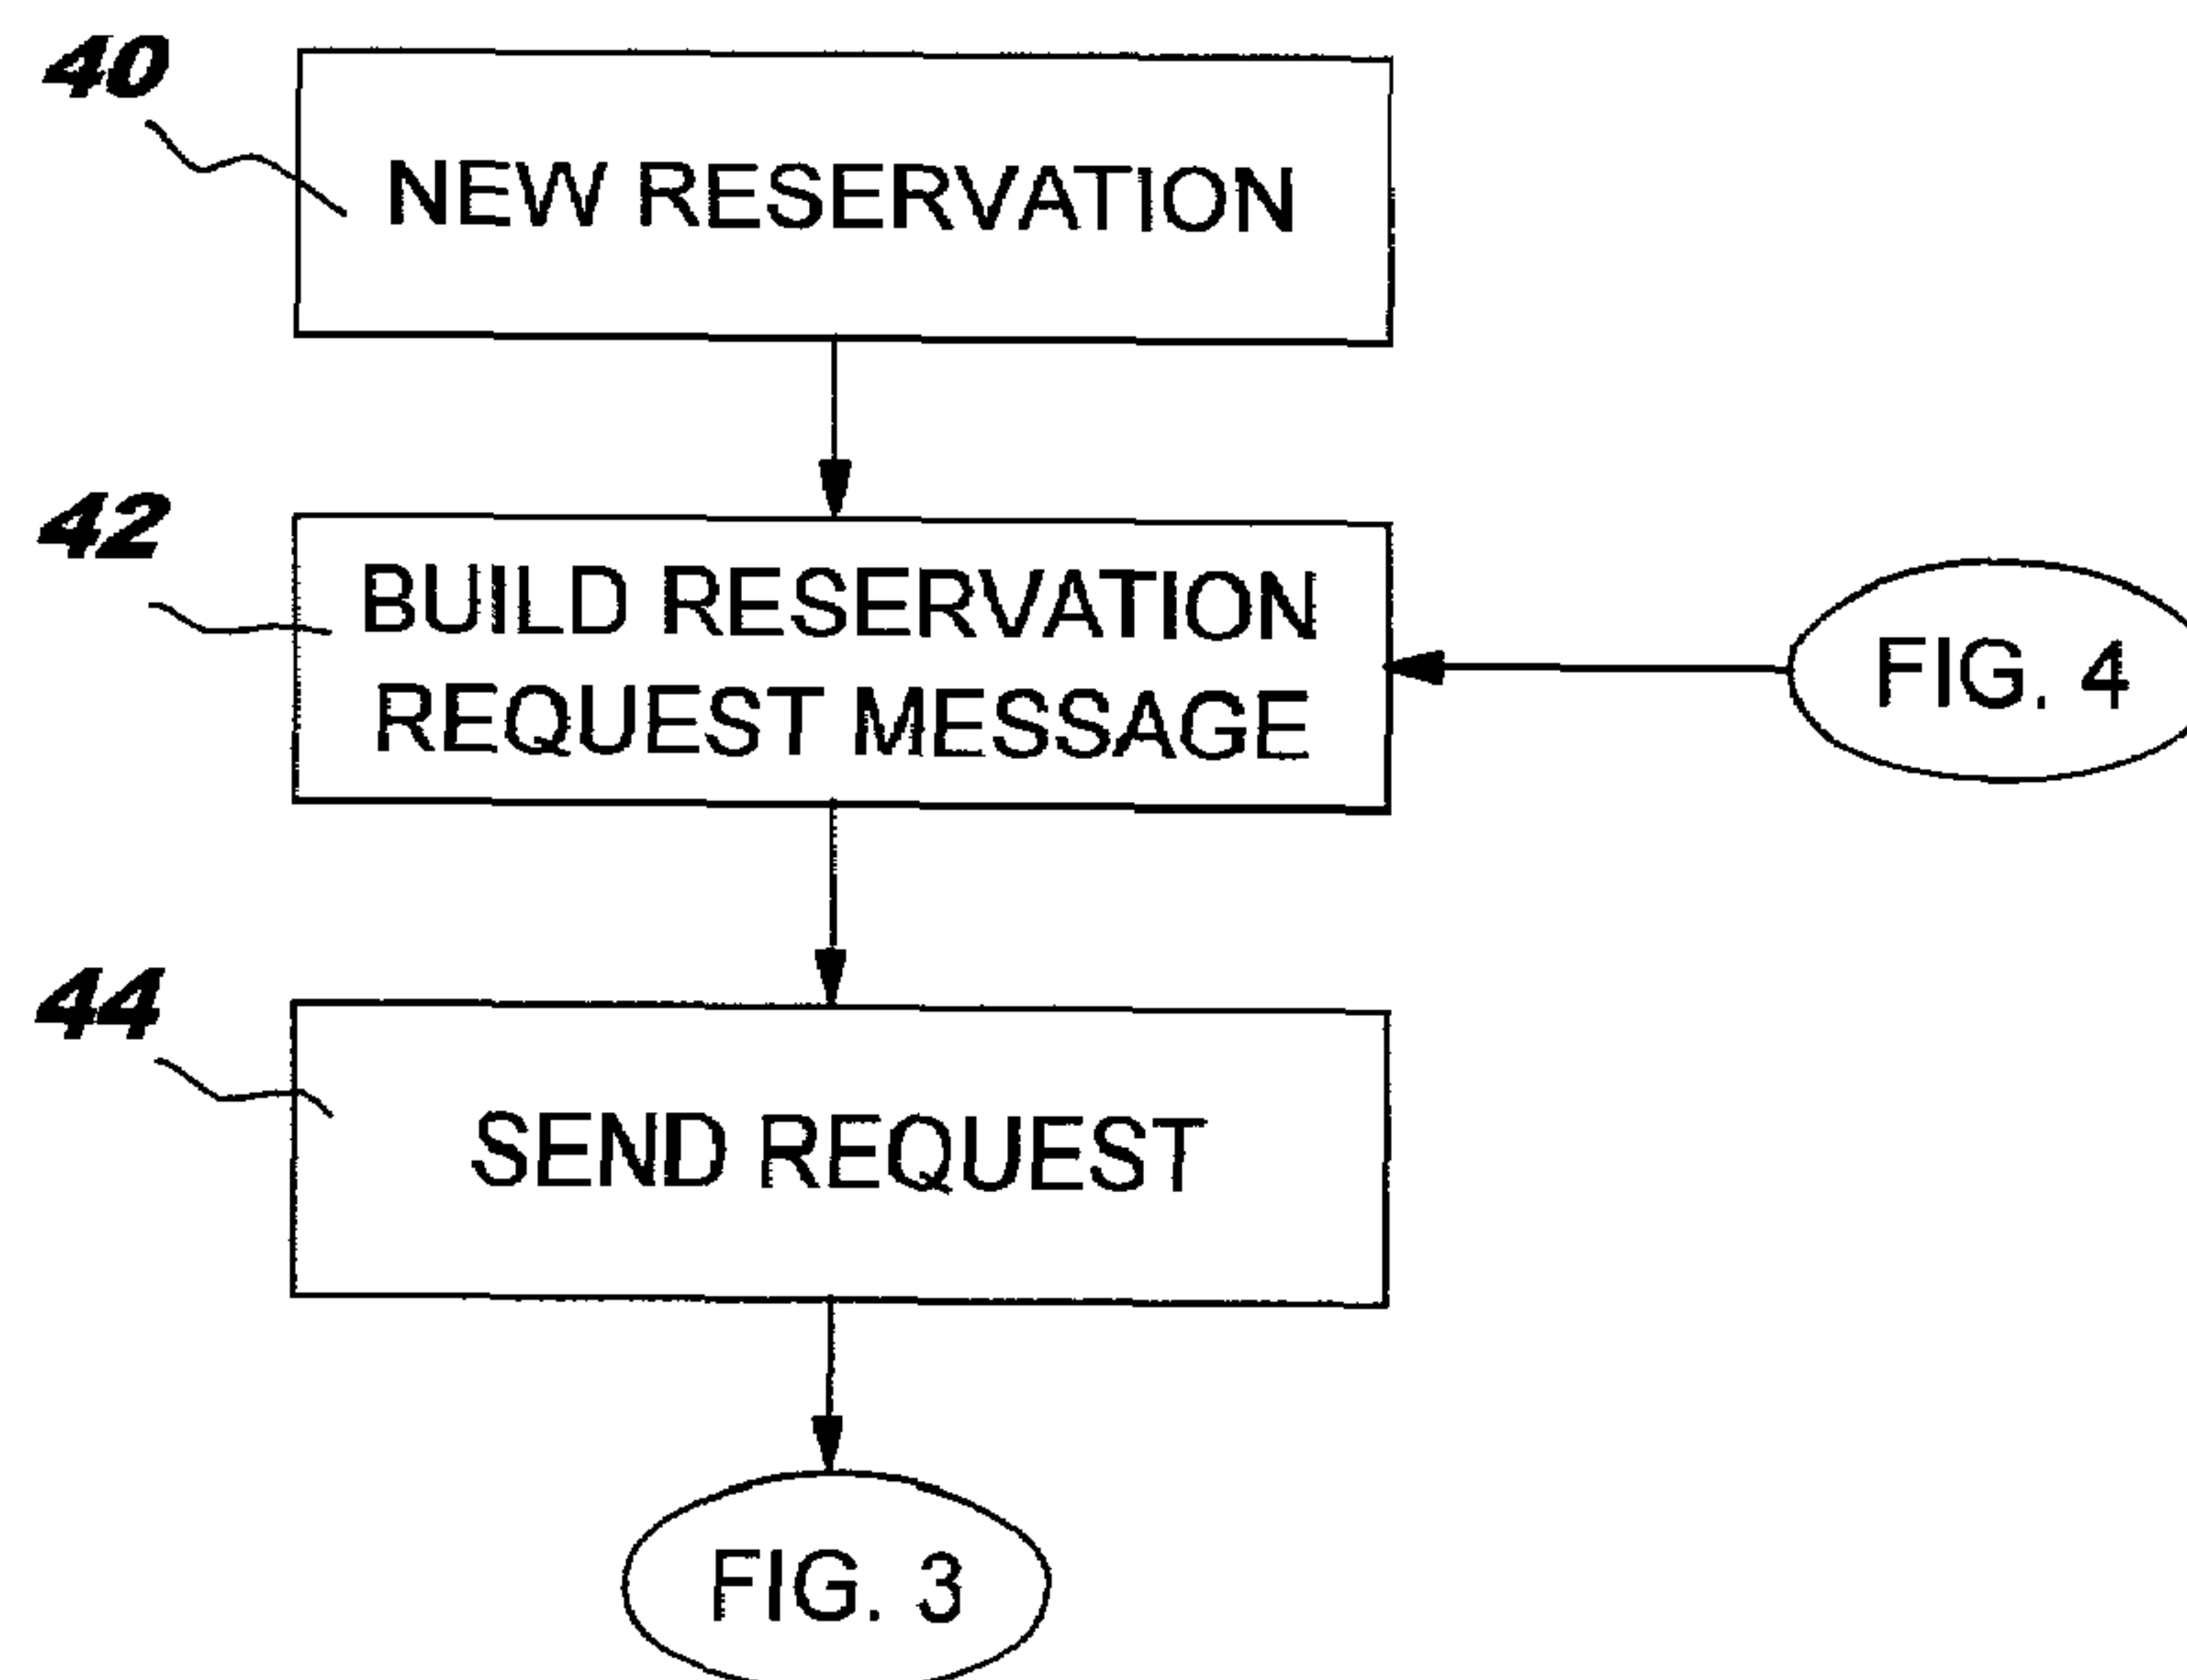 40
NEW RESERVATION
42
BUILD RESERVATION
REQUEST MESSAGE
FIG. 4
44
SEND REQUEST
FIG. 3